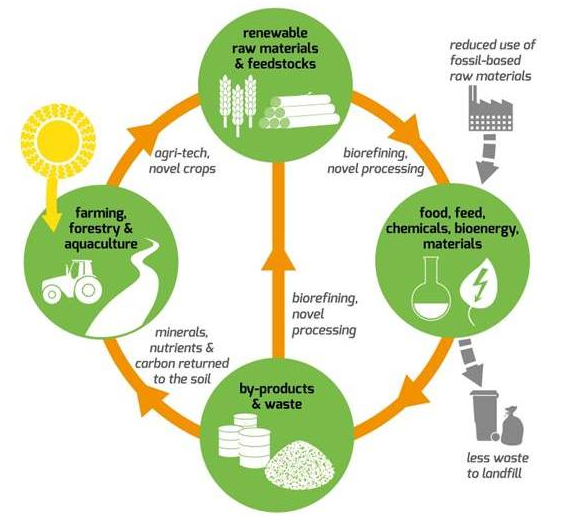 renewable
raw materials
& feedstocks
reduced use of
fossil-based
raw materials
agri-tech,
novel crops
biorefining,
novel processing
farming,
forestry &
aquaculture
food, feed,
chemicals, bioenergy,
materials
biorefining,
novel
processing
minerals,
nutrients &
carbon returned
to the soil
by-products
& waste
less waste
to landfill